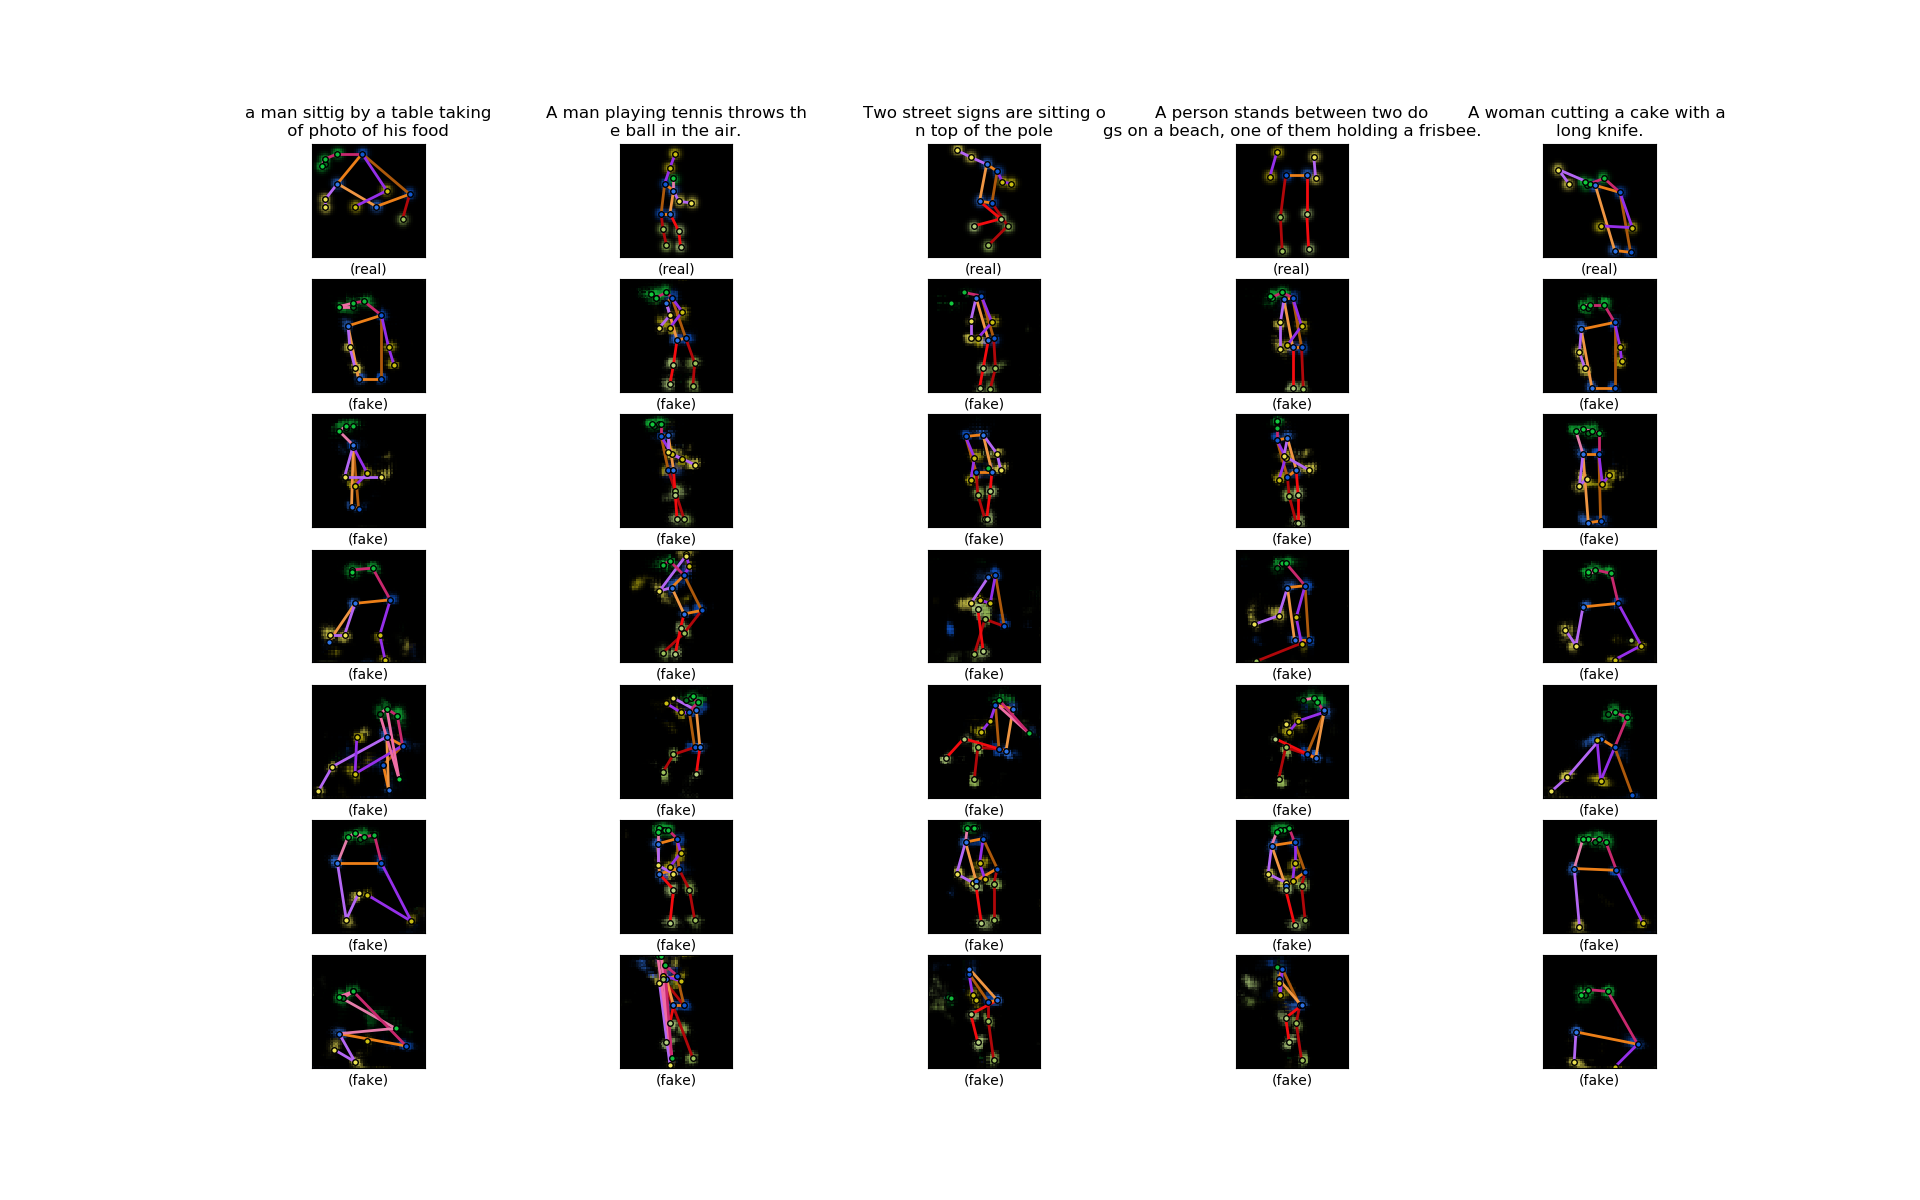 a man sittig by a table taking
of photo of his food
A man playing tennis throws th
e ball in the air.
Two street signs are sitting o
n top of the pole
A person stands between two do
gs on a beach, one of them holding a frisbee.
A woman cutting a cake with a
long knife.
(real) (real) (real) (real) (real)
(fake) (fake) (fake) (fake) (fake)
(fake) (fake) (fake) (fake) (fake)
(fake) (fake) (fake) (fake) (fake)
(fake) (fake) (fake) (fake) (fake)
(fake) (fake) (fake) (fake) (fake)
(fake) (fake) (fake) (fake) (fake)